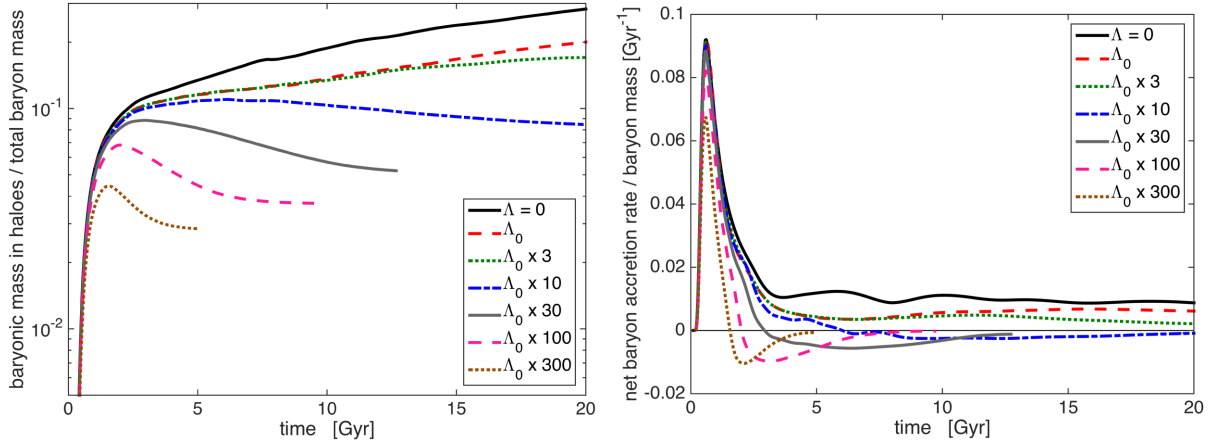 baryonic mass in haloes / total baryon mass
10⁻¹
10⁻²
0 5 10 15 20
time [Gyr]
Λ = 0
Λ₀
Λ₀ x 3
Λ₀ x 10
Λ₀ x 30
Λ₀ x 100
Λ₀ x 300
net baryon accretion rate / baryon mass [Gyr⁻¹]
0.1
0.08
0.06
0.04
0.02
0
-0.02
0 5 10 15 20
time [Gyr]
Λ = 0
Λ₀
Λ₀ x 3
Λ₀ x 10
Λ₀ x 30
Λ₀ x 100
Λ₀ x 300